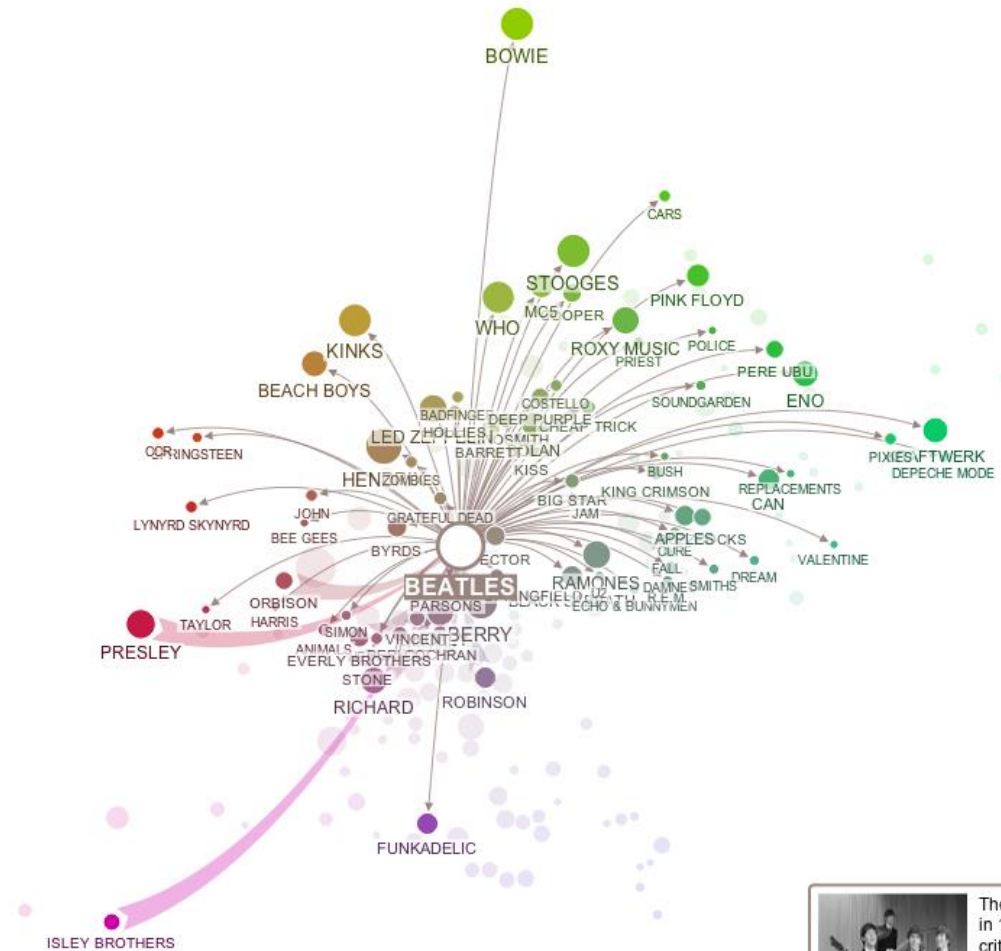 BOWIE
CARS
STOOGES
PINK FLOYD
MC5
WHO
ROXY MUSIC
POLICE
KINKS
PRIEST
PERE UBU
BEACH BOYS
ENO
SOUNDGARDEN
COSTELLO
DEEP PURPLE
HOLLIES
TRICK
BARRETT
PIXIES
DEPECHE MODE
KISS
BUSH
ZOMBIES
REPLACEMENTS
KING CRIMSON
BIG STAR
CAN
JAM
JOHN
GRATEFUL DEAD
LYNYRD SKYNYRD
BEE GEES
APPLES
BYRDS
CURE
VALENTINE
FALL
DREAM
RAMONES
SMITHS
BEATLES
ORBISON
PARSONS
R.E.M.
ECHO & BUNNYMEN
HARRIS
TAYLOR
SIMON
VINCENT
BERRY
PRESLEY
ANIMALS
EVERLY BROTHERS
STONE
ROBINSON
RICHARD
FUNKADELIC
The
in
crit
ISLEY BROTHERS